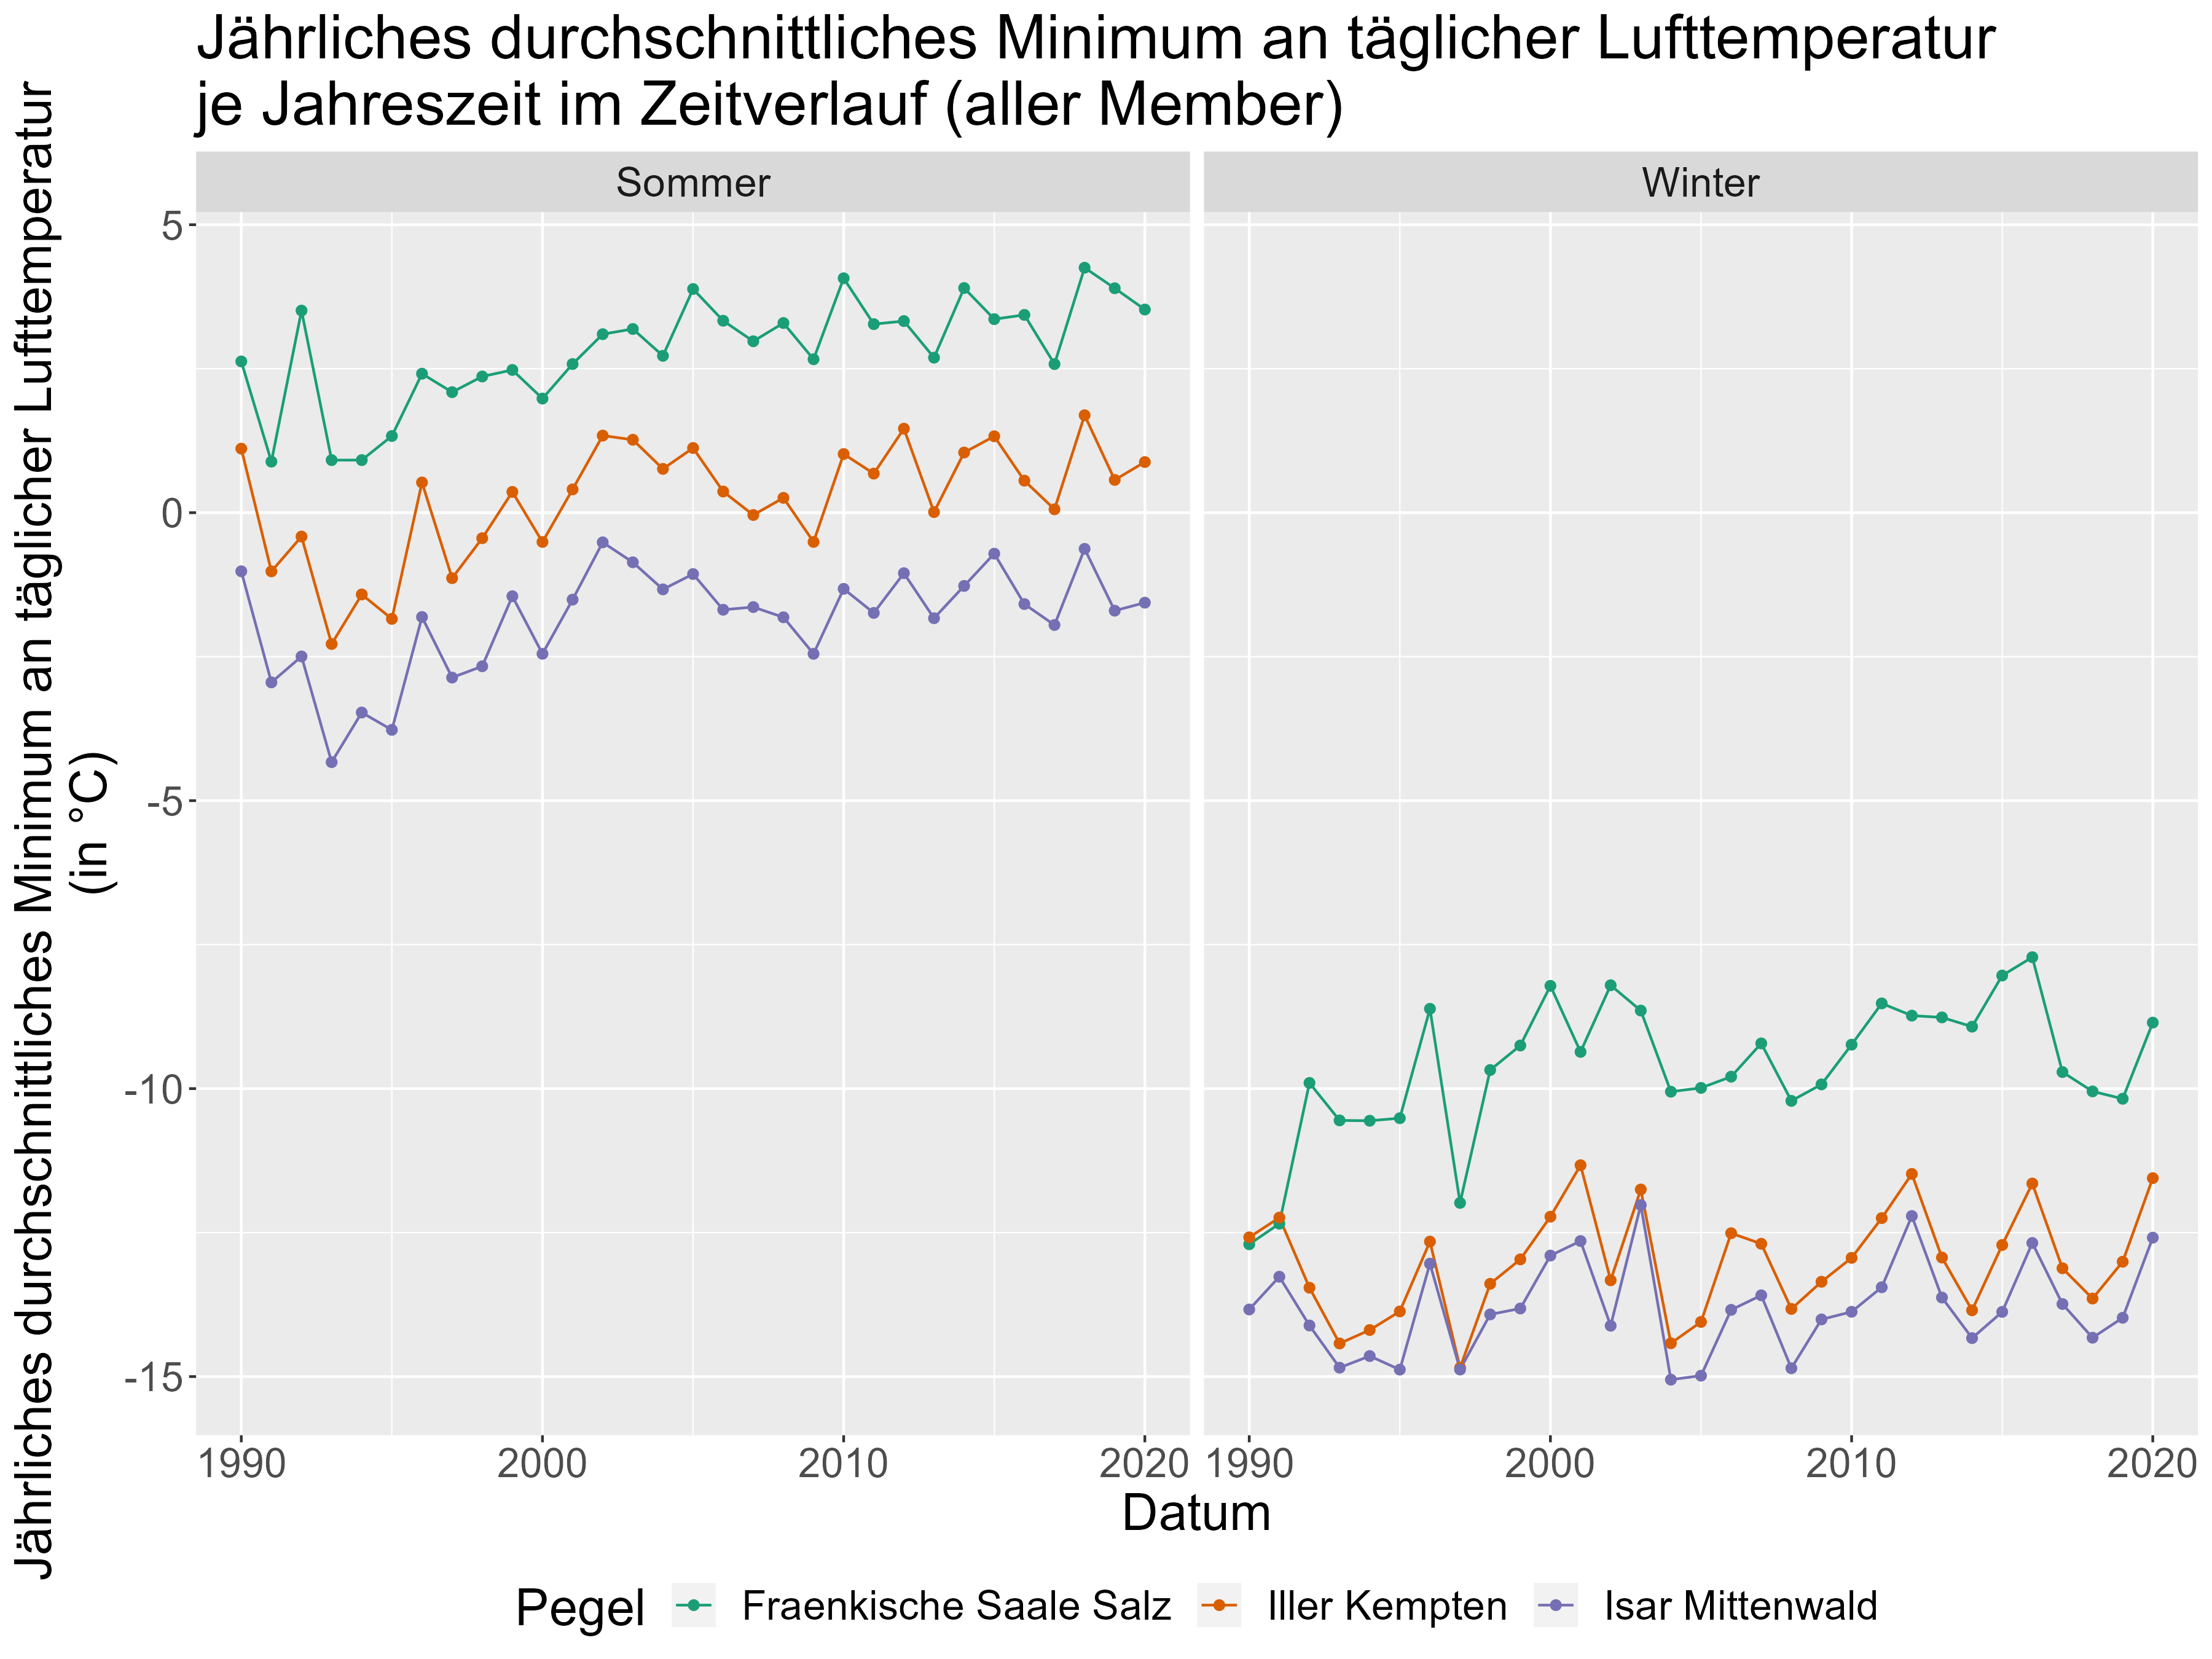 Jährliches durchschnittliches Minimum an täglicher Lufttemperatur
je Jahreszeit im Zeitverlauf (aller Member)
Jährliches durchschnittliches Minimum an täglicher Lufttemperatur
(in °C)
Sommer
Winter
5
0
-5
-10
-15
1990
2000
2010
2020
1990
2000
2010
2020
Datum
Pegel
Fraenkische Saale Salz
Iller Kempten
Isar Mittenwald